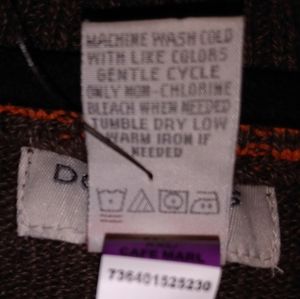 MACHINE WASH COLD
WITH LIKE COLORS
GENTLE CYCLE
ONLY NON-CHLORINE
BLEACH WHEN NEEDED
TUMBLE DRY LOW
WARM IRON IF
NEEDED
CAFE MARL
736401525230